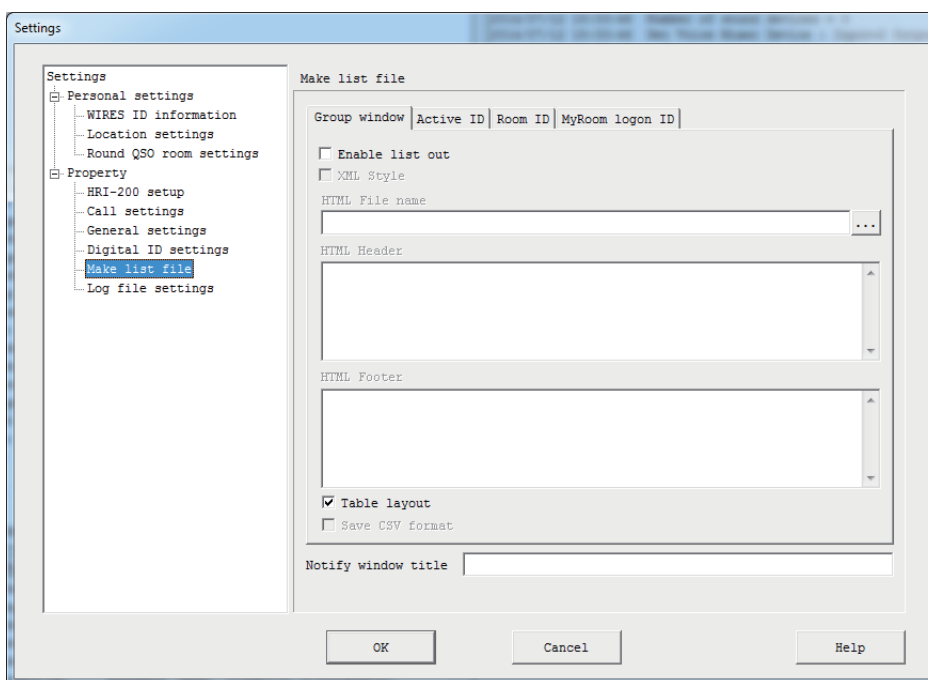 Settings
Settings
Personal settings
WIRES ID information
Location settings
Round QSO room settings
Property
HRI-200 setup
Call settings
General settings
Digital ID settings
Make list file
Log file settings
Make list file
Group window Active ID Room ID MyRoom logon ID
Enable list out
XML Style
HTML File name
...
HTML Header
HTML Footer
Table layout
Save CSV format
Notify window title
OK Cancel Help